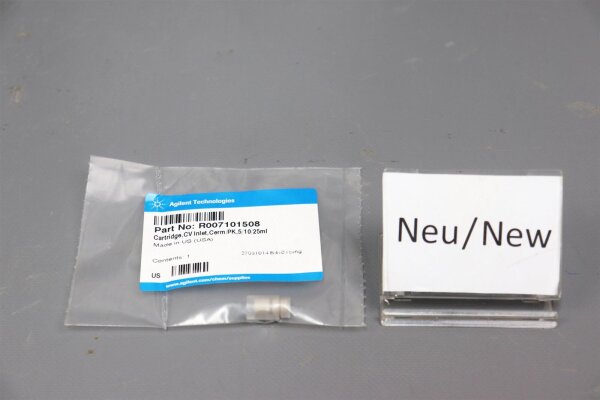 Agilent Technologies
Part No: R007101508
Cartridge,CV Inlet,Cerm/PK,5/10/25ml
Made in US (USA)
Contents: 1
US
www.agilent.com/chem/supplies
Neu/New